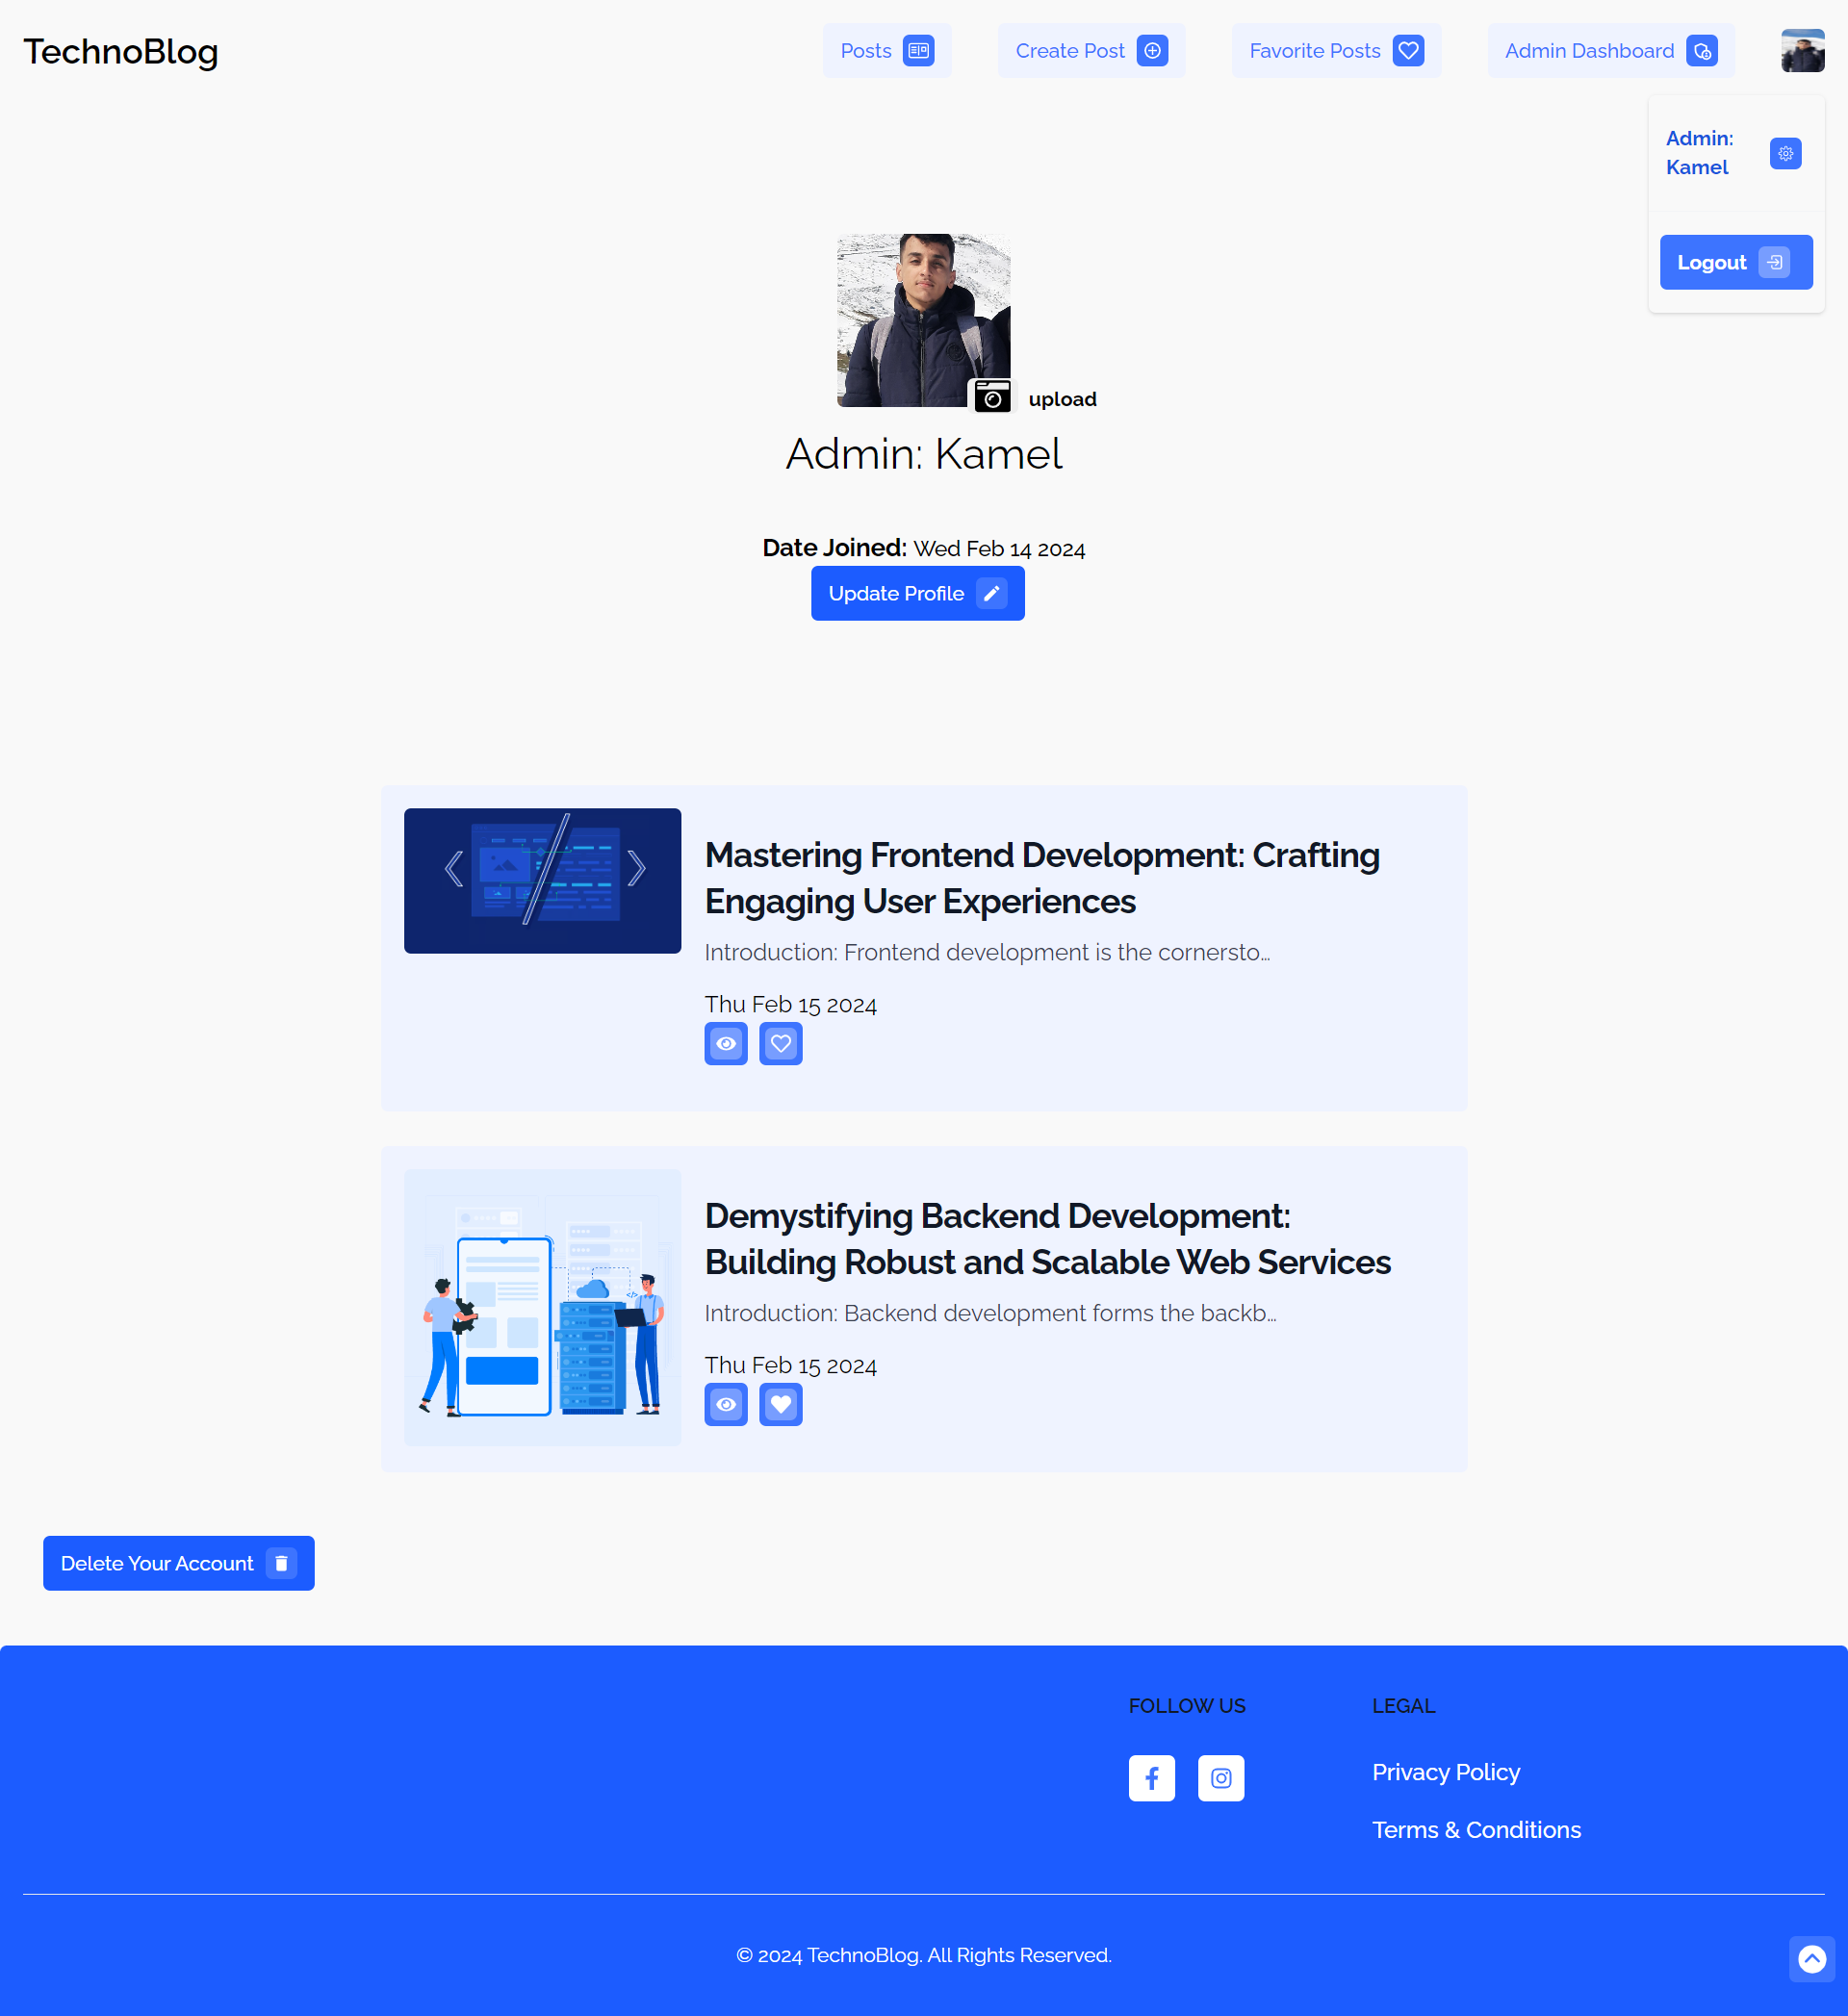 TechnoBlog
Posts
Create Post
Favorite Posts
Admin Dashboard
Admin:
Kamel
Logout
upload
Admin: Kamel
Date Joined: Wed Feb 14 2024
Update Profile
Mastering Frontend Development: Crafting
Engaging User Experiences
Introduction: Frontend development is the cornersto...
Thu Feb 15 2024
Demystifying Backend Development:
Building Robust and Scalable Web Services
Introduction: Backend development forms the backb...
Thu Feb 15 2024
Delete Your Account
FOLLOW US
LEGAL
Privacy Policy
Terms & Conditions
© 2024 TechnoBlog. All Rights Reserved.